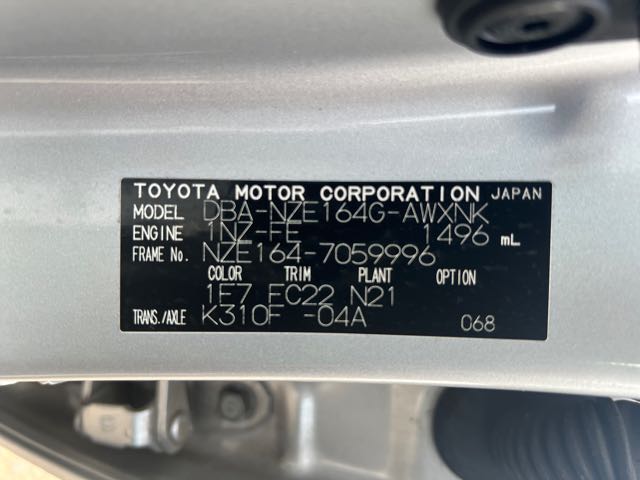 TOYOTA MOTOR CORPORATION JAPAN
MODEL DBA-NZE164G-AWXNK
ENGINE 1NZ-FE 1496 mL
FRAME No. NZE164-7059996
COLOR TRIM PLANT OPTION
1E7 FC22 N21
TRANS./AXLE K310F -04A 068